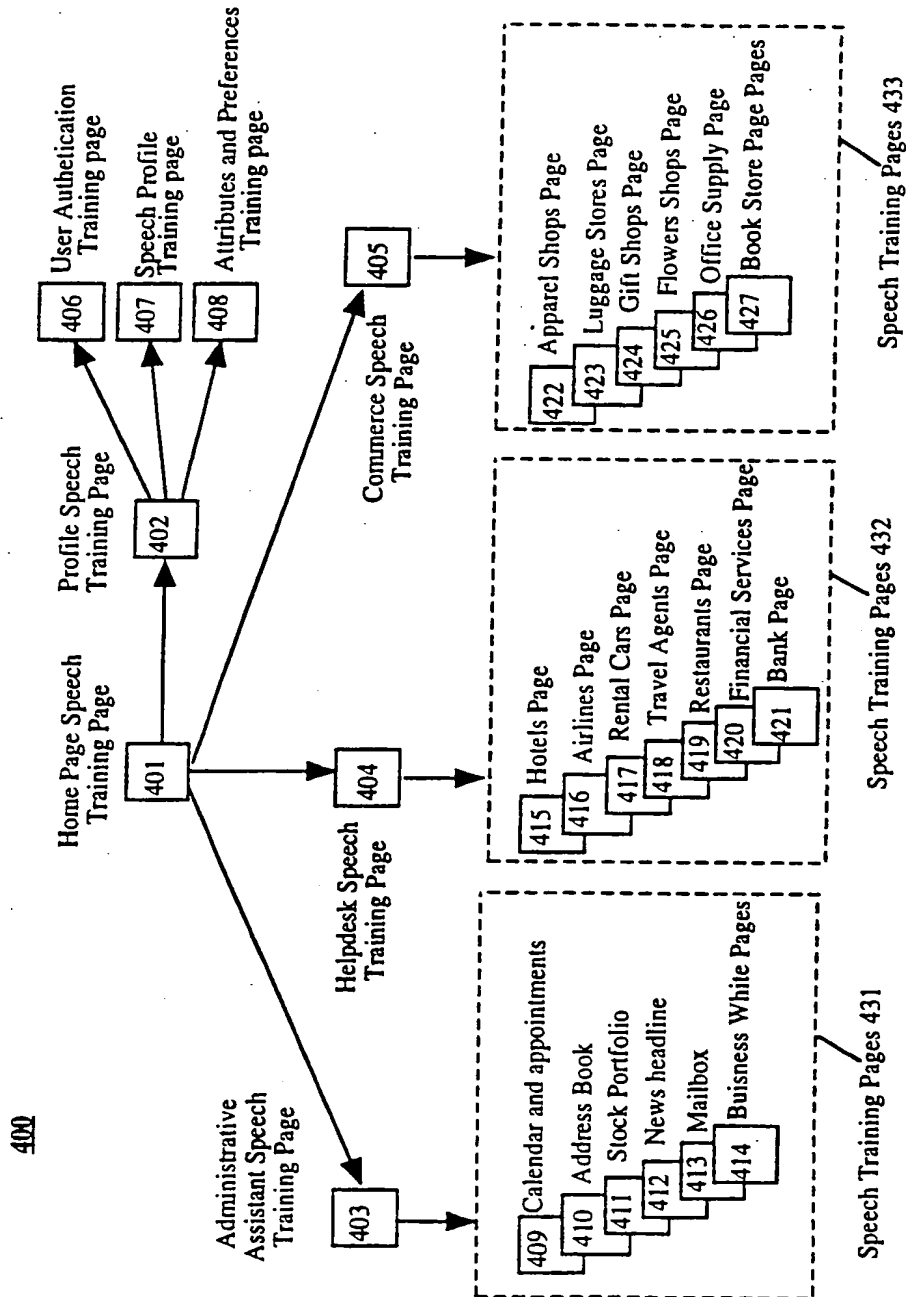 400
Home Page Speech
Training Page
401
Profile Speech
Training Page
402
406
User Authetication
Training page
407
Speech Profile
Training page
408
Attributes and Preferences
Training page
Administrative
Assistant Speech
Training Page
403
Helpdesk Speech
Training Page
404
Commerce Speech
Training Page
405
409 Calendar and appointments
410 Address Book
411 Stock Portfolio
412 News headline
413 Mailbox
414 Buisness White Pages
Speech Training Pages 431
415 Hotels Page
416 Airlines Page
417 Rental Cars Page
418 Travel Agents Page
419 Restaurants Page
420 Financial Services Page
421 Bank Page
Speech Training Pages 432
422 Apparel Shops Page
423 Luggage Stores Page
424 Gift Shops Page
425 Flowers Shops Page
426 Office Supply Page
427 Book Store Page Pages
Speech Training Pages 433